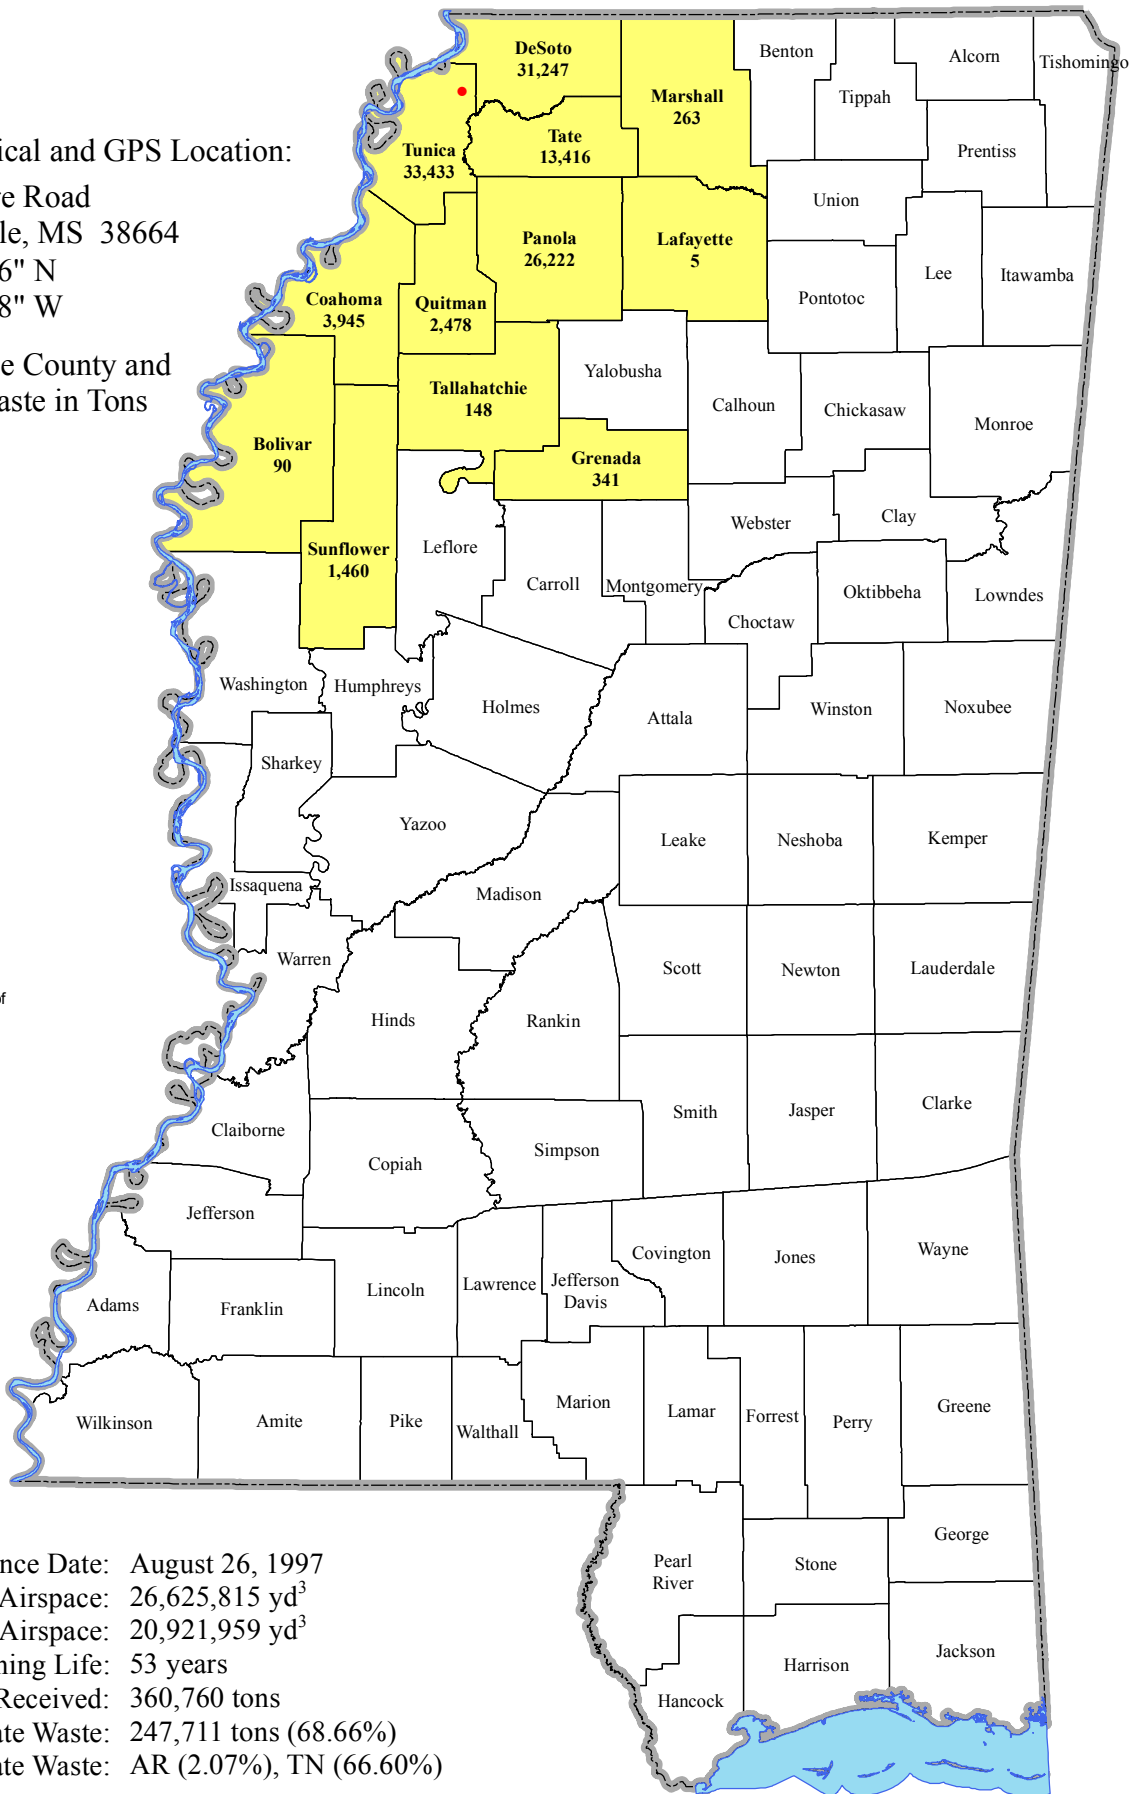 ical and GPS Location:
re Road
le, MS 38664
6" N
8" W
e County and
aste in Tons
DeSoto
31,247
Marshall
263
Benton
Alcorn
Tishomingo
Tippah
Tunica
33,433
Tate
13,416
Prentiss
Union
Panola
26,222
Lafayette
5
Lee
Itawamba
Pontotoc
Coahoma
3,945
Quitman
2,478
Yalobusha
Tallahatchie
148
Calhoun
Chickasaw
Monroe
Bolivar
90
Grenada
341
Webster
Clay
Sunflower
1,460
Leflore
Carroll
Montgomery
Oktibbeha
Lowndes
Choctaw
Washington
Humphreys
Holmes
Attala
Winston
Noxubee
Sharkey
Yazoo
Leake
Neshoba
Kemper
Issaquena
Madison
Warren
Scott
Newton
Lauderdale
of
Hinds
Rankin
Smith
Jasper
Clarke
Claiborne
Copiah
Simpson
Jefferson
Covington
Jones
Wayne
Lawrence
Jefferson
Davis
Lincoln
Adams
Franklin
Wilkinson
Amite
Pike
Walthall
Marion
Lamar
Forrest
Perry
Greene
George
Pearl
River
Stone
Jackson
Harrison
Hancock
nce Date: August 26, 1997
Airspace: 26,625,815 yd³
Airspace: 20,921,959 yd³
ning Life: 53 years
Received: 360,760 tons
ate Waste: 247,711 tons (68.66%)
ate Waste: AR (2.07%), TN (66.60%)